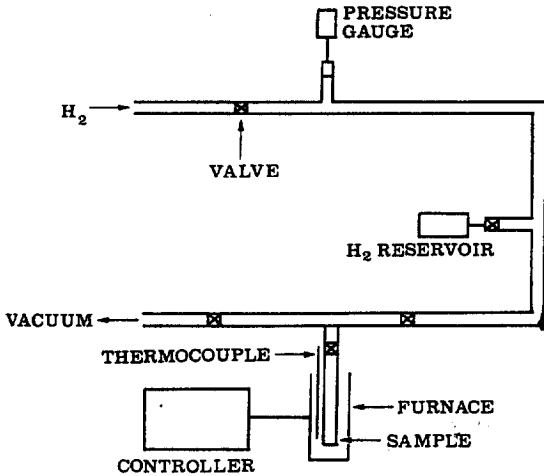 PRESSURE
GAUGE
H₂
VALVE
H₂ RESERVOIR
VACUUM
THERMOCOUPLE
FURNACE
SAMPLE
CONTROLLER